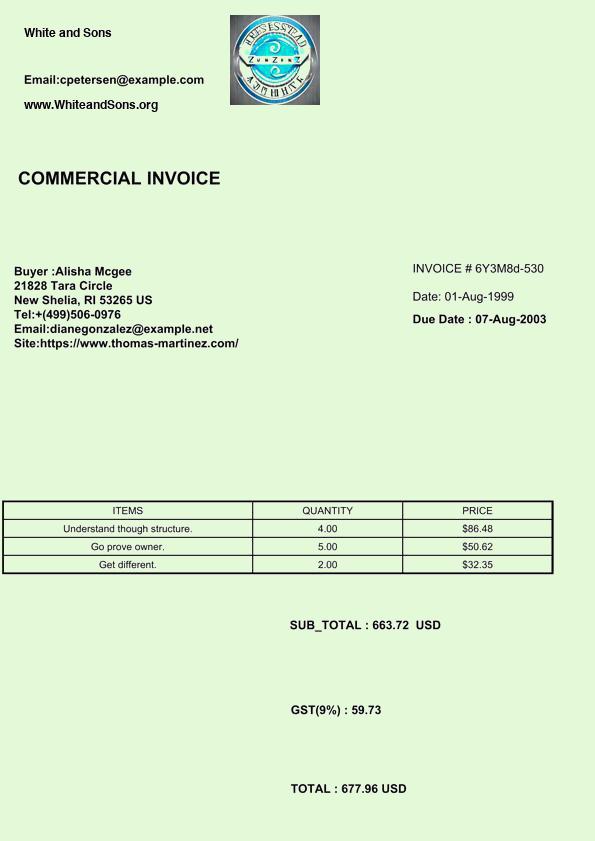 White and Sons
Email:cpetersen@example.com
www.WhiteandSons.org
ZunZenZ
COMMERCIAL INVOICE
Buyer :Alisha Mcgee
21828 Tara Circle
New Shelia, RI 53265 US
Tel:+(499)506-0976
Email:dianegonzalez@example.net
Site:https://www.thomas-martinez.com/
INVOICE # 6Y3M8d-530
Date: 01-Aug-1999
Due Date : 07-Aug-2003
ITEMS QUANTITY PRICE
Understand though structure. 4.00 $86.48
Go prove owner. 5.00 $50.62
Get different. 2.00 $32.35
SUB_TOTAL : 663.72 USD
GST(9%) : 59.73
TOTAL : 677.96 USD